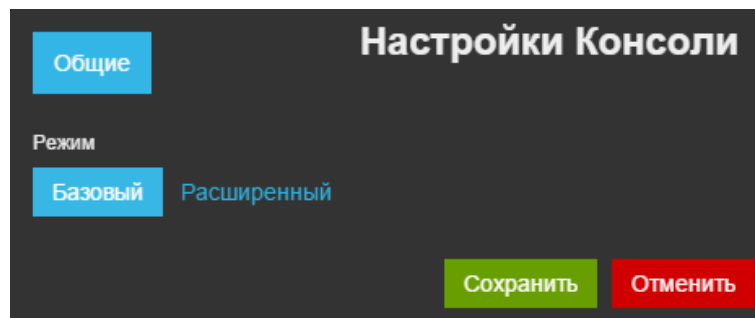 Настройки Консоли
Общие
Режим
Базовый Расширенный
Сохранить Отменить